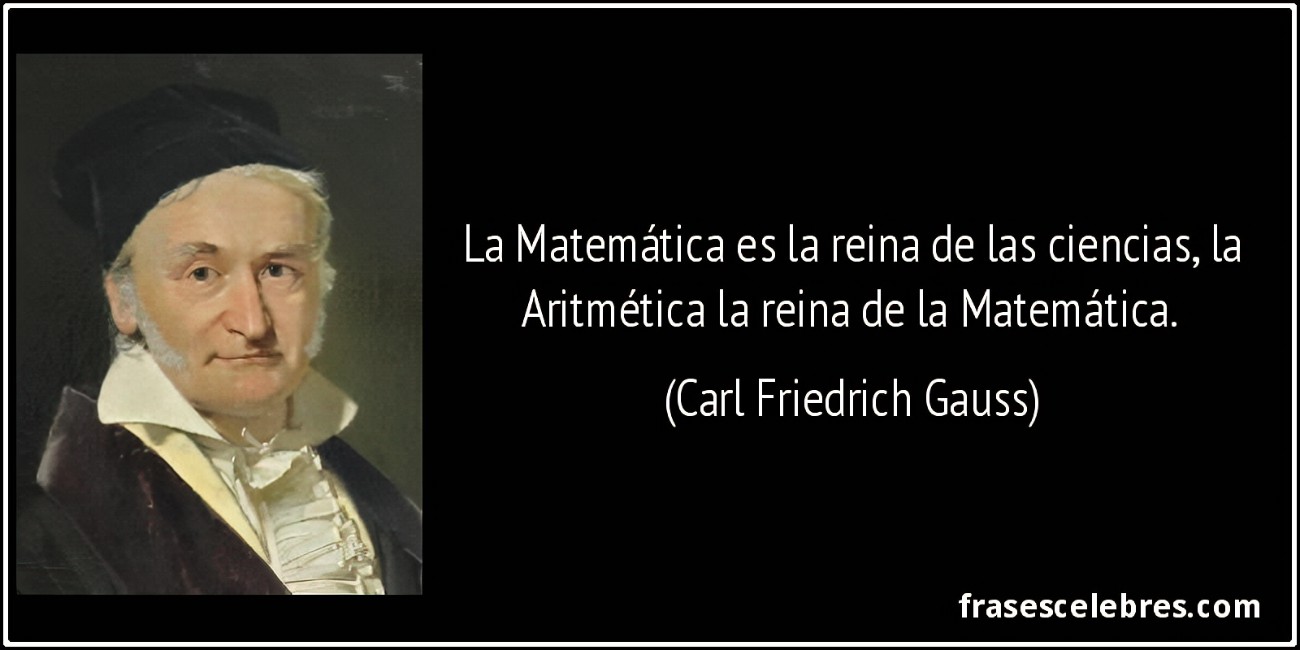 La Matemática es la reina de las ciencias, la
Aritmética la reina de la Matemática.
(Carl Friedrich Gauss)
frasescelebres.com